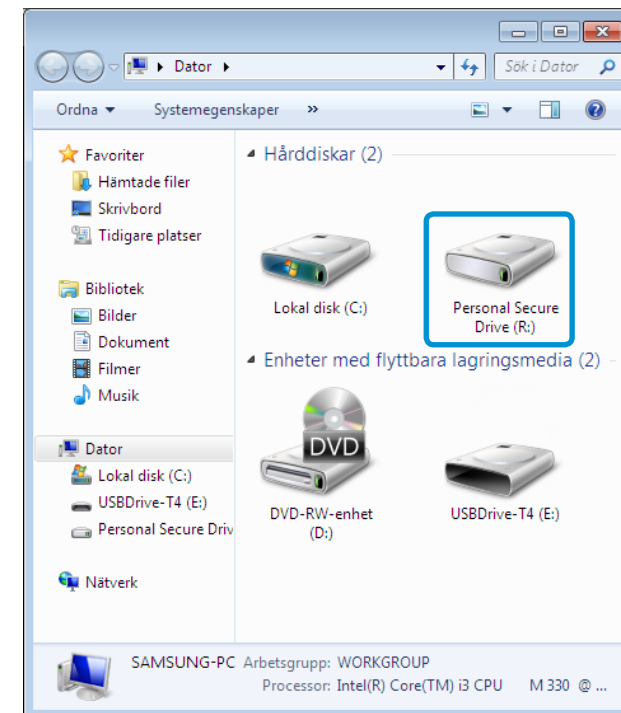 Dator
Sök i Dator
Ordna Systemegenskaper »
Favoriter
Hämtade filer
Skrivbord
Tidigare platser
Bibliotek
Bilder
Dokument
Filmer
Musik
Dator
Lokal disk (C:)
USBDrive-T4 (E:)
Personal Secure Driv
Nätverk
Hårddiskar (2)
Lokal disk (C:)
Personal Secure
Drive (R:)
Enheter med flyttbara lagringsmedia (2)
DVD
DVD-RW-enhet
(D:)
USBDrive-T4 (E:)
SAMSUNG-PC Arbetsgrupp: WORKGROUP
Processor: Intel(R) Core(TM) i3 CPU M 330 @ ...